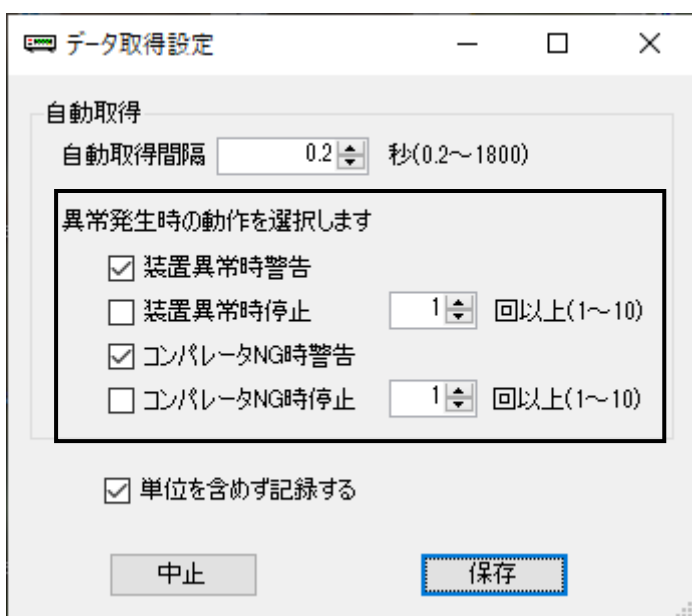 データ取得設定
自動取得
自動取得間隔 0.2 秒(0.2～1800)
異常発生時の動作を選択します
装置異常時警告
装置異常時停止 1 回以上(1～10)
コンパレータNG時警告
コンパレータNG時停止 1 回以上(1～10)
単位を含めず記録する
中止 保存